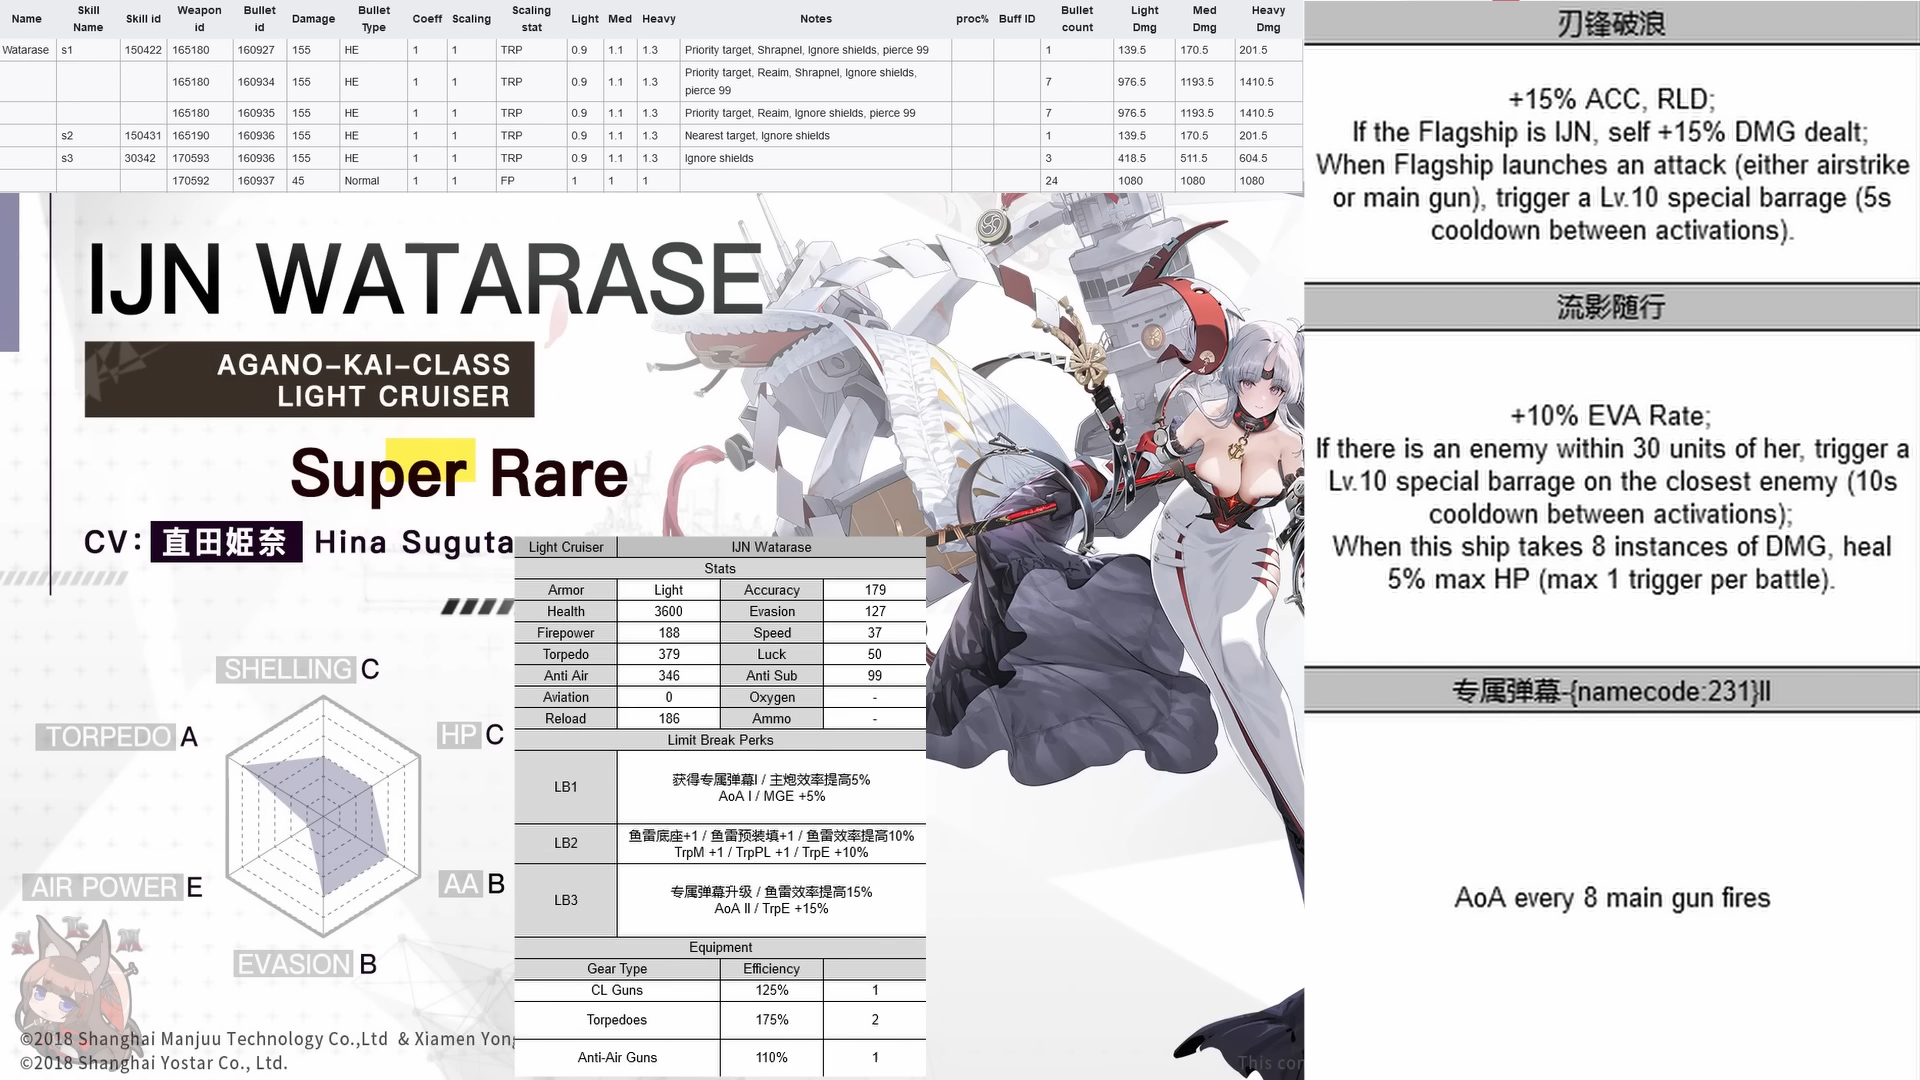 Name Skill Name Skill id Weapon id Bullet id Damage Bullet Type Coeff Scaling Scaling stat Light Med Heavy Notes proc% Buff ID Bullet count Light Dmg Med Dmg Heavy Dmg
Watarase s1 150422 165180 160927 155 HE 1 1 TRP 0.9 1.1 1.3 Priority target, Shrapnel, Ignore shields, pierce 99 1 139.5 170.5 201.5
165180 160934 155 HE 1 1 TRP 0.9 1.1 1.3 Priority target, Reaim, Shrapnel, Ignore shields, pierce 99 7 976.5 1193.5 1410.5
165180 160935 155 HE 1 1 TRP 0.9 1.1 1.3 Priority target, Reaim, Ignore shields, pierce 99 7 976.5 1193.5 1410.5
s2 150431 165190 160936 155 HE 1 1 TRP 0.9 1.1 1.3 Nearest target, Ignore shields 1 139.5 170.5 201.5
s3 30342 170593 160936 155 HE 1 1 TRP 0.9 1.1 1.3 Ignore shields 3 418.5 511.5 604.5
170592 160937 45 Normal 1 1 FP 1 1 1 24 1080 1080 1080
IJN WATARASE
AGANO-KAI-CLASS
LIGHT CRUISER
Super Rare
CV: 直田姫奈 Hina Suguta
SHELLING C
TORPEDO A
HP C
AIR POWER E
AA B
EVASION B
©2018 Shanghai Manjuu Technology Co.,Ltd & Xiamen Yong
©2018 Shanghai Yostar Co., Ltd.
Light Cruiser IJN Watarase
Stats
Armor Light Accuracy 179
Health 3600 Evasion 127
Firepower 188 Speed 37
Torpedo 379 Luck 50
Anti Air 346 Anti Sub 99
Aviation 0 Oxygen -
Reload 186 Ammo -
Limit Break Perks
LB1
获得专属弹幕I / 主炮效率提高5%
AoA I / MGE +5%
LB2
鱼雷底座+1 / 鱼雷预装填+1 / 鱼雷效率提高10%
TrpM +1 / TrpPL +1 / TrpE +10%
LB3
专属弹幕升级 / 鱼雷效率提高15%
AoA II / TrpE +15%
Equipment
Gear Type Efficiency
CL Guns 125% 1
Torpedoes 175% 2
Anti-Air Guns 110% 1
This con
刃锋破浪
+15% ACC, RLD;
If the Flagship is IJN, self +15% DMG dealt;
When Flagship launches an attack (either airstrike
or main gun), trigger a Lv.10 special barrage (5s
cooldown between activations).
流影随行
+10% EVA Rate;
If there is an enemy within 30 units of her, trigger a
Lv.10 special barrage on the closest enemy (10s
cooldown between activations);
When this ship takes 8 instances of DMG, heal
5% max HP (max 1 trigger per battle).
专属弹幕-{namecode:231}II
AoA every 8 main gun fires